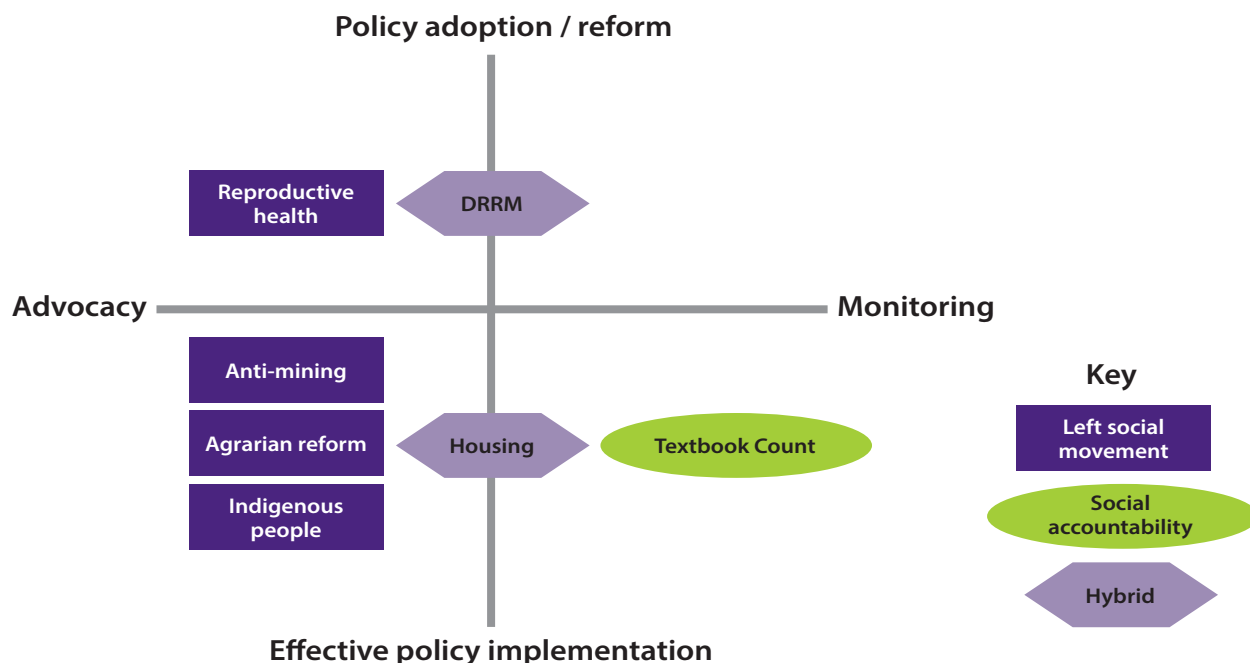 Policy adoption / reform
Reproductive
health
DRRM
Advocacy
Monitoring
Anti-mining
Agrarian reform
Housing
Textbook Count
Indigenous
people
Effective policy implementation
Key
Left social
movement
Social
accountability
Hybrid